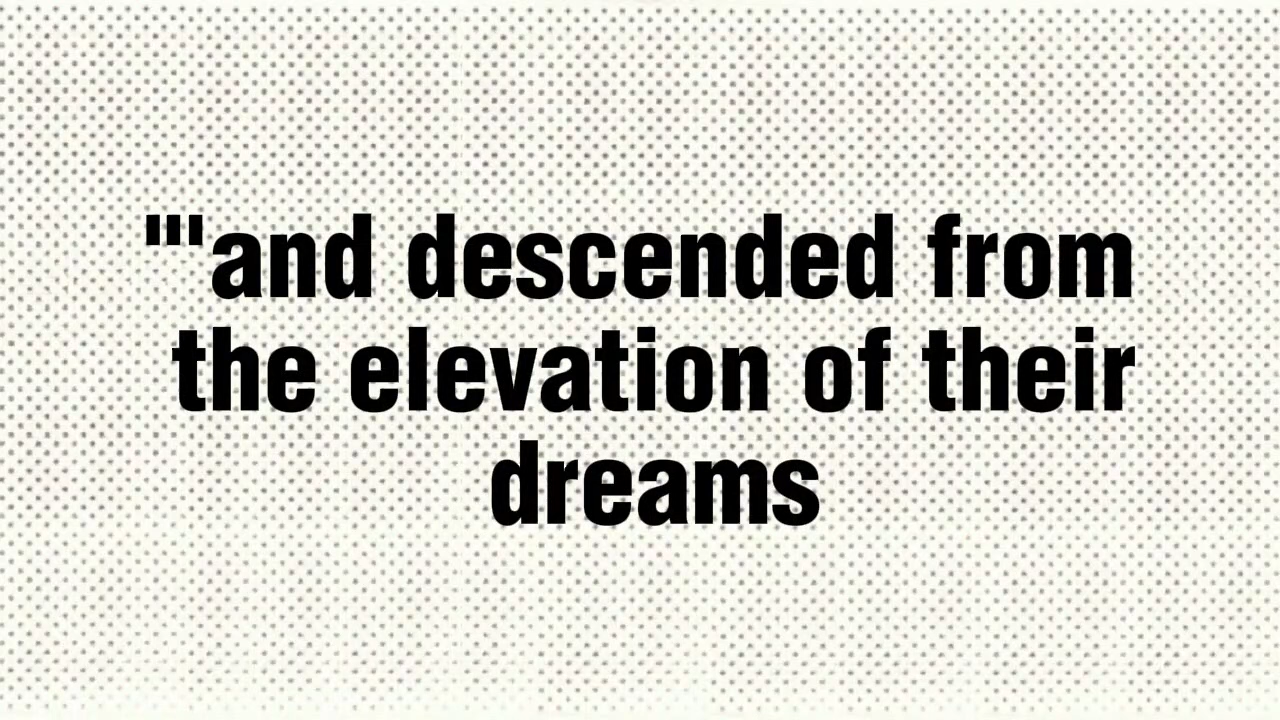 "'and descended from
the elevation of their
dreams